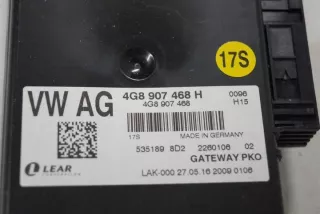 17S
VW AG
4G8 907 468 H
0096
4G8 907 468
H15
17S
MADE IN GERMANY
535189 8D2
2260106
02
LEAR
GATEWAY PKO
LAK-000 27.05.16 2009 0106